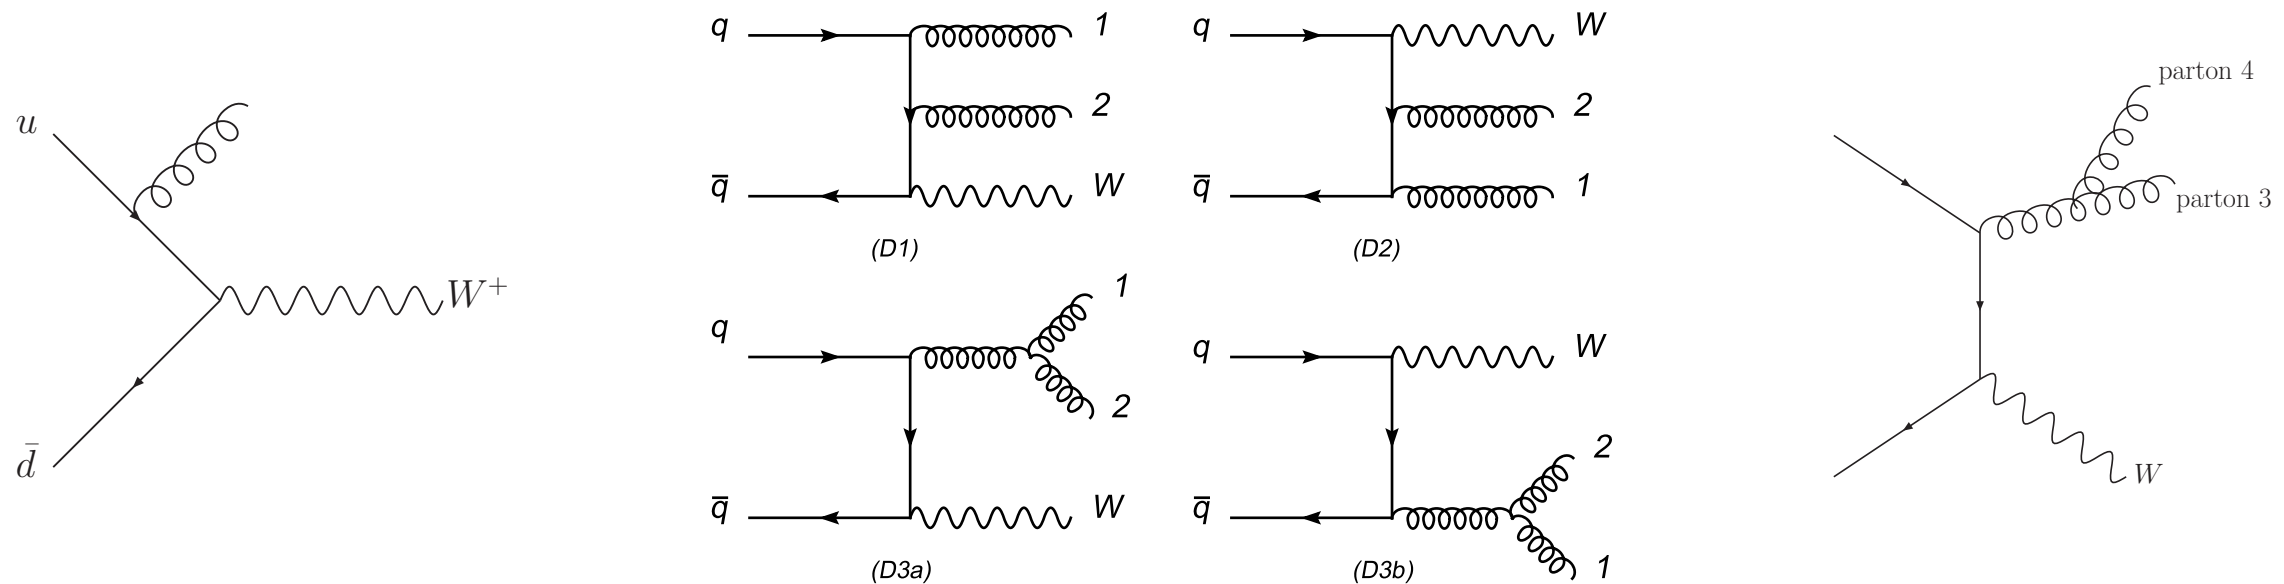 u
W⁺
d̄
q
1
2
q̄
W
(D1)
q
W
2
q̄
1
(D2)
q
1
2
q̄
W
(D3a)
q
W
2
q̄
1
(D3b)
parton 4
parton 3
W